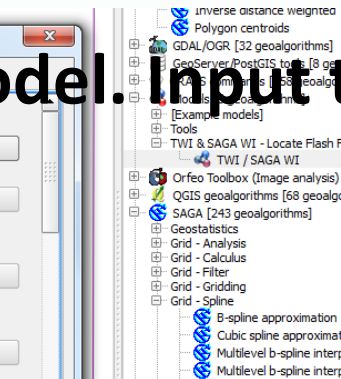 Inverse distance weighted
Polygon centroids
GDAL/OGR [32 geoalgorithms]
GeoServer/PostGIS tools [8 ge
odel. Input t
[Example models]
Tools
TWI & SAGA WI - Locate Flash F
TWI / SAGA WI
Orfeo Toolbox (Image analysis)
QGIS geoalgorithms [68 geoalgo
SAGA [243 geoalgorithms]
Geostatistics
Grid - Analysis
Grid - Calculus
Grid - Filter
Grid - Gridding
Grid - Spline
B-spline approximation
Cubic spline approximat
Multilevel b-spline interp
Multilevel b-spline interp